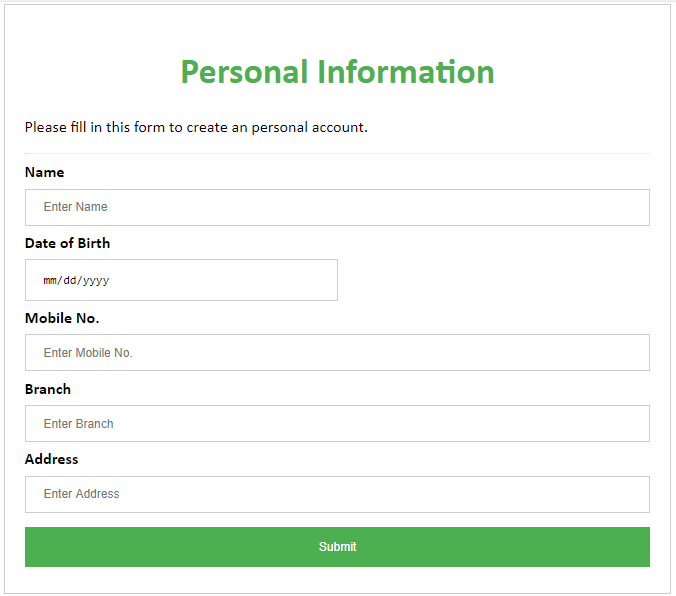 Personal Information
Please fill in this form to create an personal account.
Name
Enter Name
Date of Birth
mm/dd/yyyy
Mobile No.
Enter Mobile No.
Branch
Enter Branch
Address
Enter Address
Submit